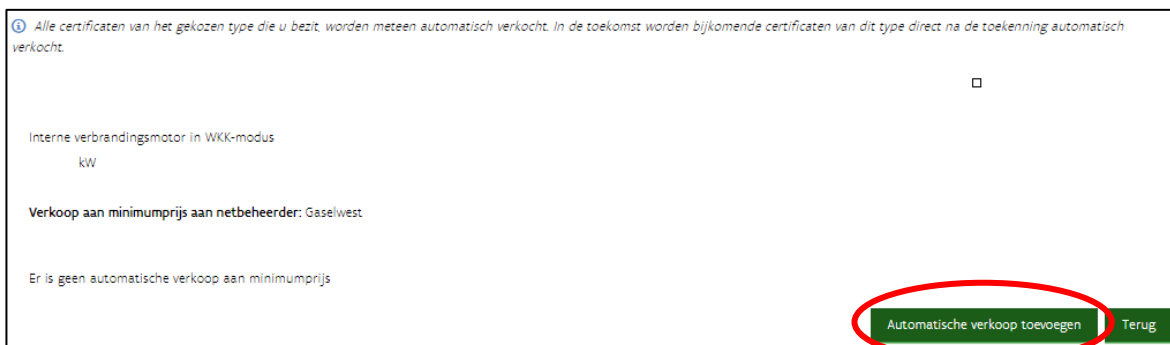 Alle certificaten van het gekozen type die u bezit, worden meteen automatisch verkocht. In de toekomst worden bijkomende certificaten van dit type direct na de toekenning automatisch
verkocht.
Interne verbrandingsmotor in WKK-modus
kW
Verkoop aan minimumprijs aan netbeheerder: Gaselwest
Er is geen automatische verkoop aan minimumprijs
Automatische verkoop toevoegen Terug